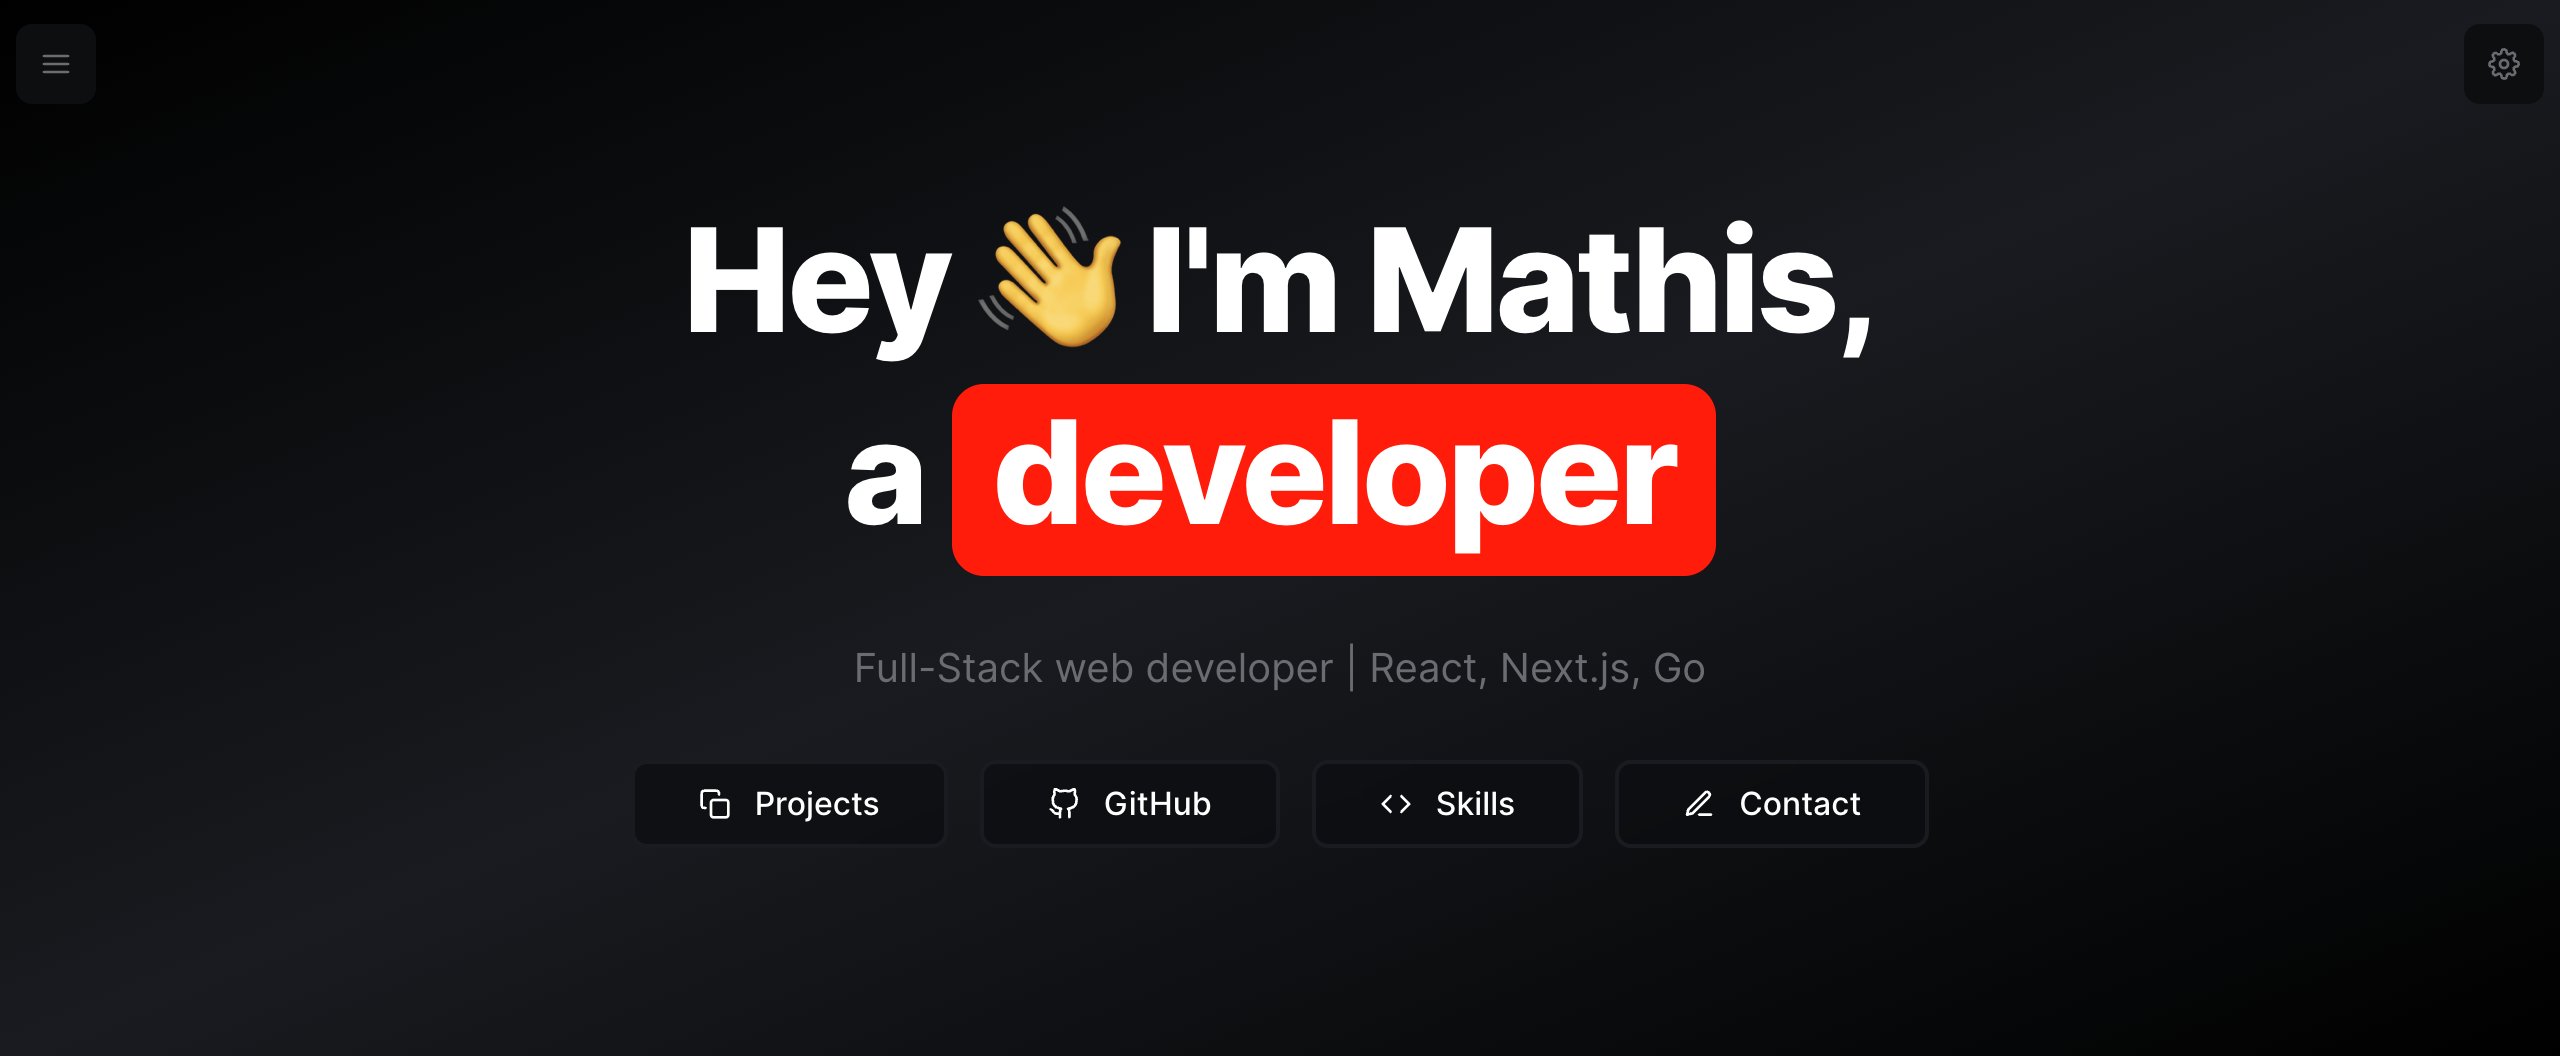 Hey 👋 I'm Mathis,
a developer
Full-Stack web developer | React, Next.js, Go
Projects
GitHub
Skills
Contact